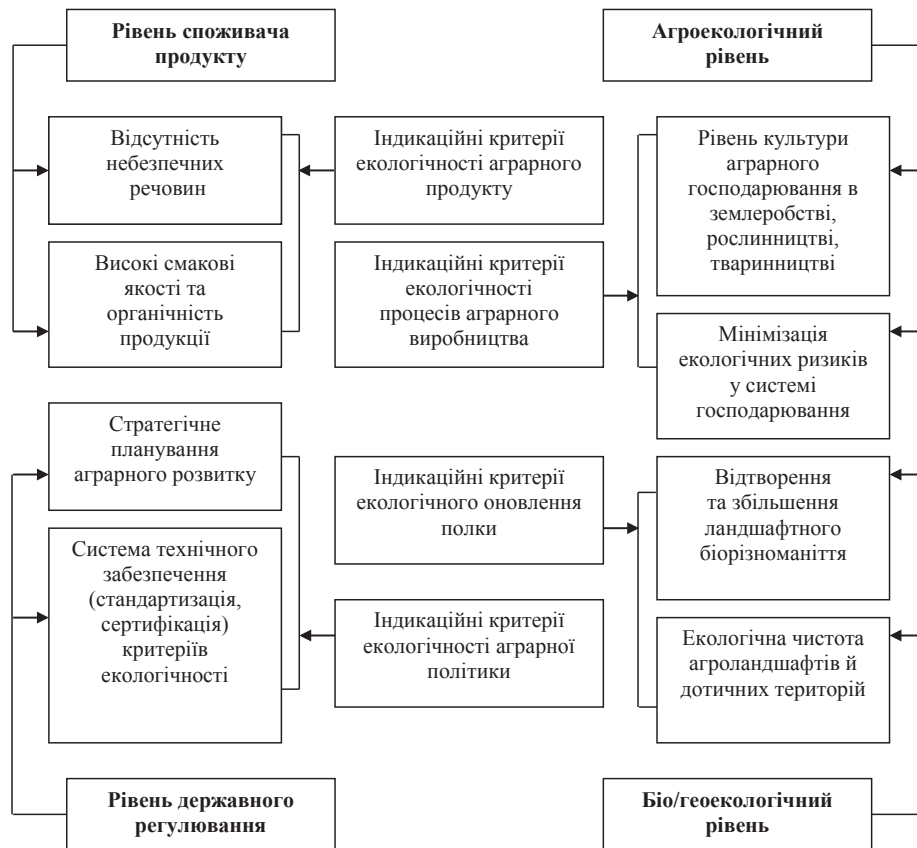 Рівень споживача
продукту
Агроекологічний
рівень
Відсутність
небезпечних
речовин
Індикаційні критерії
екологічності аграрного
продукту
Рівень культури
аграрного
господарювання в
землеробстві,
рослинництві,
тваринництві
Високі смакові
якості та
органічність
продукції
Індикаційні критерії
екологічності
процесів аграрного
виробництва
Мінімізація
екологічних ризиків
у системі
господарювання
Стратегічне
планування
аграрного розвитку
Індикаційні критерії
екологічного оновлення
полки
Відтворення
та збільшення
ландшафтного
біорізноманіття
Система технічного
забезпечення
(стандартизація,
сертифікація)
критеріїв
екологічності
Індикаційні критерії
екологічності аграрної
політики
Екологічна чистота
агроландшафтів й
дотичних територій
Рівень державного
регулювання
Біо/геоекологічний
рівень